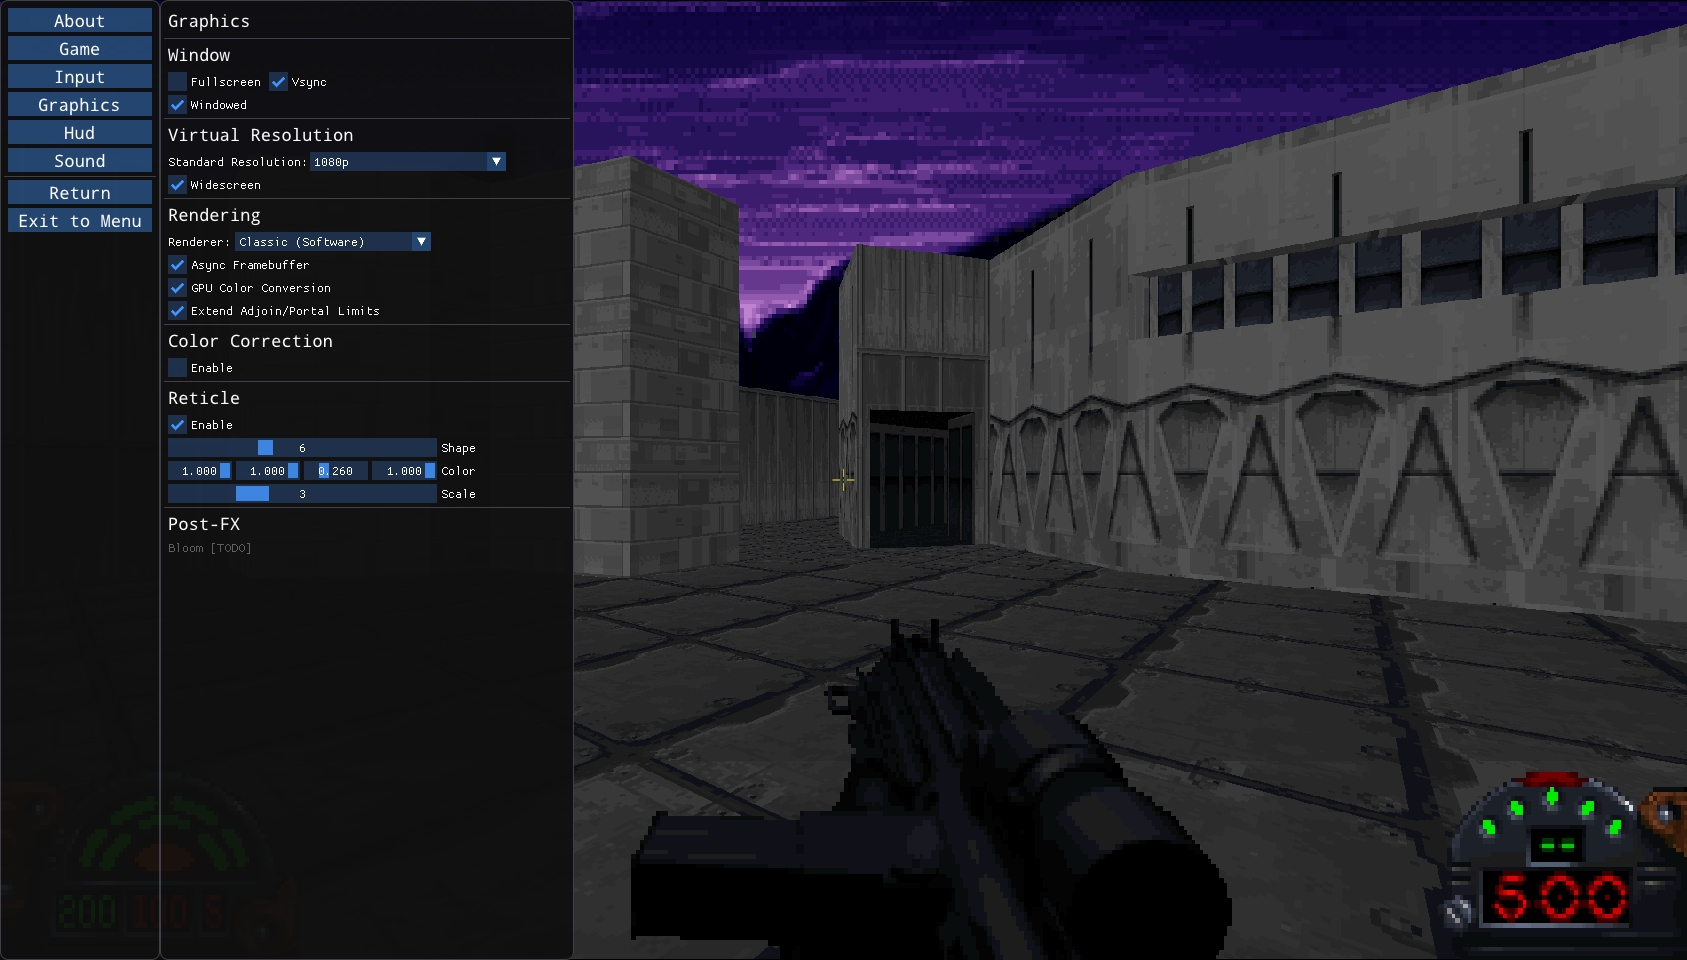 About
Game
Input
Graphics
Hud
Sound
Return
Exit to Menu
Graphics
Window
Fullscreen Vsync
Windowed
Virtual Resolution
Standard Resolution: 1080p
Widescreen
Rendering
Renderer: Classic (Software)
Async Framebuffer
GPU Color Conversion
Extend Adjoin/Portal Limits
Color Correction
Enable
Reticle
Enable
6 Shape
1.000 1.000 0.260 1.000 Color
3 Scale
Post-FX
Bloom [TODO]
200 100 5
--
500